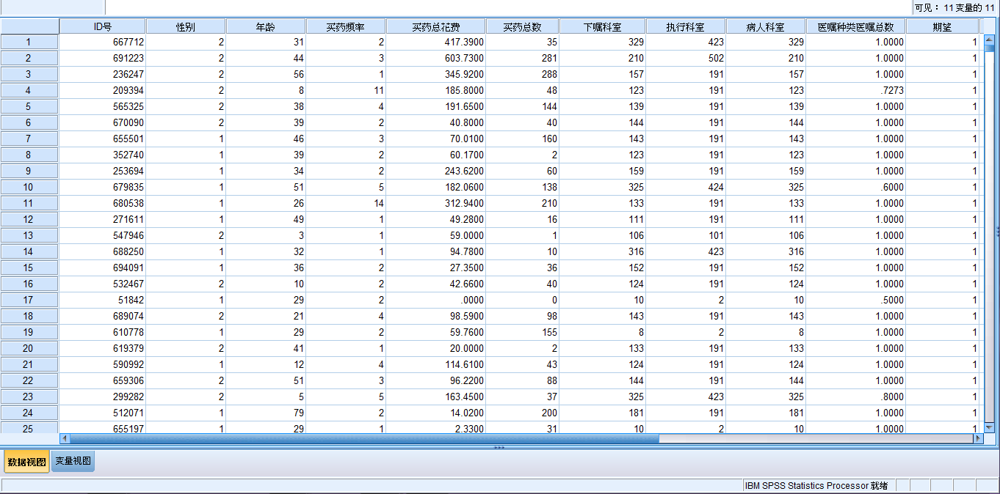 可见： 11 变量的 11
ID号 性别 年龄 买药频率 买药总花费 买药总数 下嘱科室 执行科室 病人科室 医嘱种类医嘱总数 期望
1 667712 2 31 2 417.3900 35 329 423 329 1.0000 1
2 691223 2 44 3 603.7300 281 210 502 210 1.0000 1
3 236247 2 56 1 345.9200 288 157 191 157 1.0000 1
4 209394 2 8 11 185.8000 48 123 191 123 .7273 1
5 565325 2 38 4 191.6500 144 139 191 139 1.0000 1
6 670090 2 39 2 40.8000 40 144 191 144 1.0000 1
7 655501 1 46 3 70.0100 160 143 191 143 1.0000 1
8 352740 1 39 2 60.1700 2 123 191 123 1.0000 1
9 253694 1 34 2 243.6200 60 159 191 159 1.0000 1
10 679835 1 51 5 182.0600 138 325 424 325 .6000 1
11 680538 1 26 14 312.9400 210 133 191 133 1.0000 1
12 271611 1 49 1 49.2800 16 111 191 111 1.0000 1
13 547946 2 3 1 59.0000 1 106 101 106 1.0000 1
14 688250 1 32 1 94.7800 10 316 423 316 1.0000 1
15 694091 1 36 2 27.3500 36 152 191 152 1.0000 1
16 532467 2 10 2 42.6600 40 124 191 124 1.0000 1
17 51842 1 29 2 .0000 0 10 2 10 .5000 1
18 689074 2 21 4 98.5900 98 143 191 143 1.0000 1
19 610778 1 29 2 59.7600 155 8 2 8 1.0000 1
20 619379 2 41 1 20.0000 2 133 191 133 1.0000 1
21 590992 1 12 4 114.6100 43 124 191 124 1.0000 1
22 659306 2 51 3 96.2200 88 144 191 144 1.0000 1
23 299282 2 5 5 163.4500 37 325 423 325 .8000 1
24 512071 1 79 2 14.0200 200 181 191 181 1.0000 1
25 655197 1 29 1 2.3300 31 10 2 10 1.0000 1
数据视图 变量视图
IBM SPSS Statistics Processor 就绪